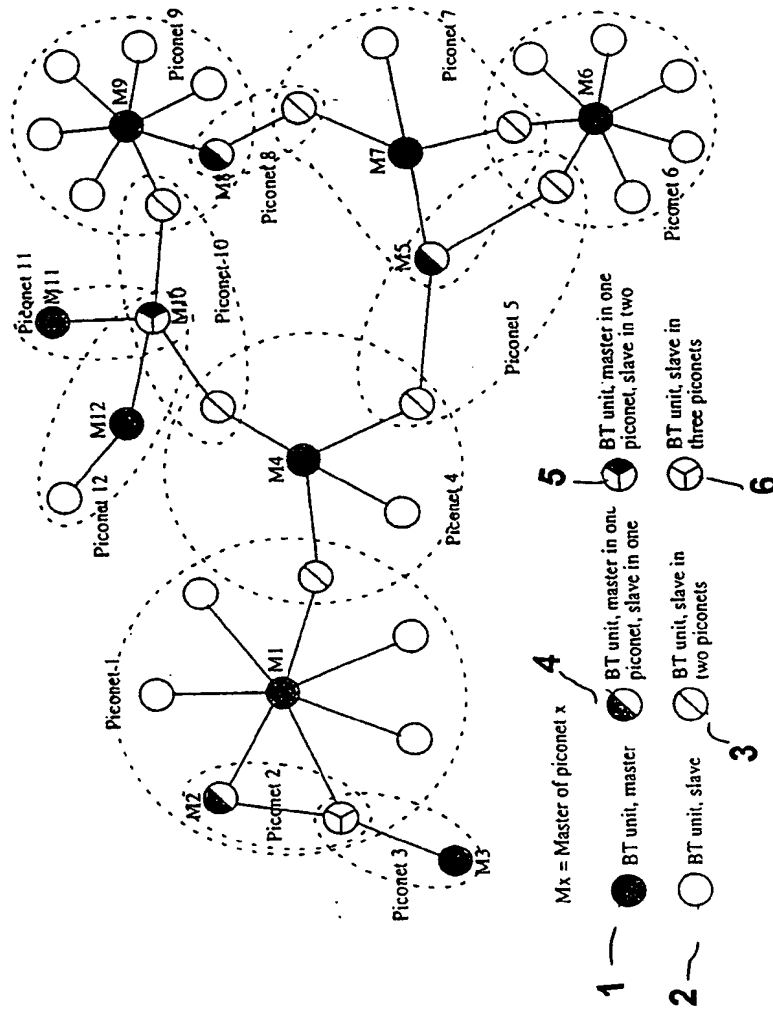 Piconet 11
M11
Piconet 9
M9
M12
M10
Piconet 12
Piconet-10
M8
Piconet 8
Piconet 7
M7
M4
Piconet 4
M5
Piconet 5
M6
Piconet 6
Piconet-1
M1
M2
Piconet 2
Piconet 3
M3
Mx = Master of piconet x
1
BT unit, master
4
BT unit, master in one
piconet, slave in one
5
BT unit, master in one
piconet, slave in two
2
BT unit, slave
3
BT unit, slave in
two piconets
6
BT unit, slave in
three piconets